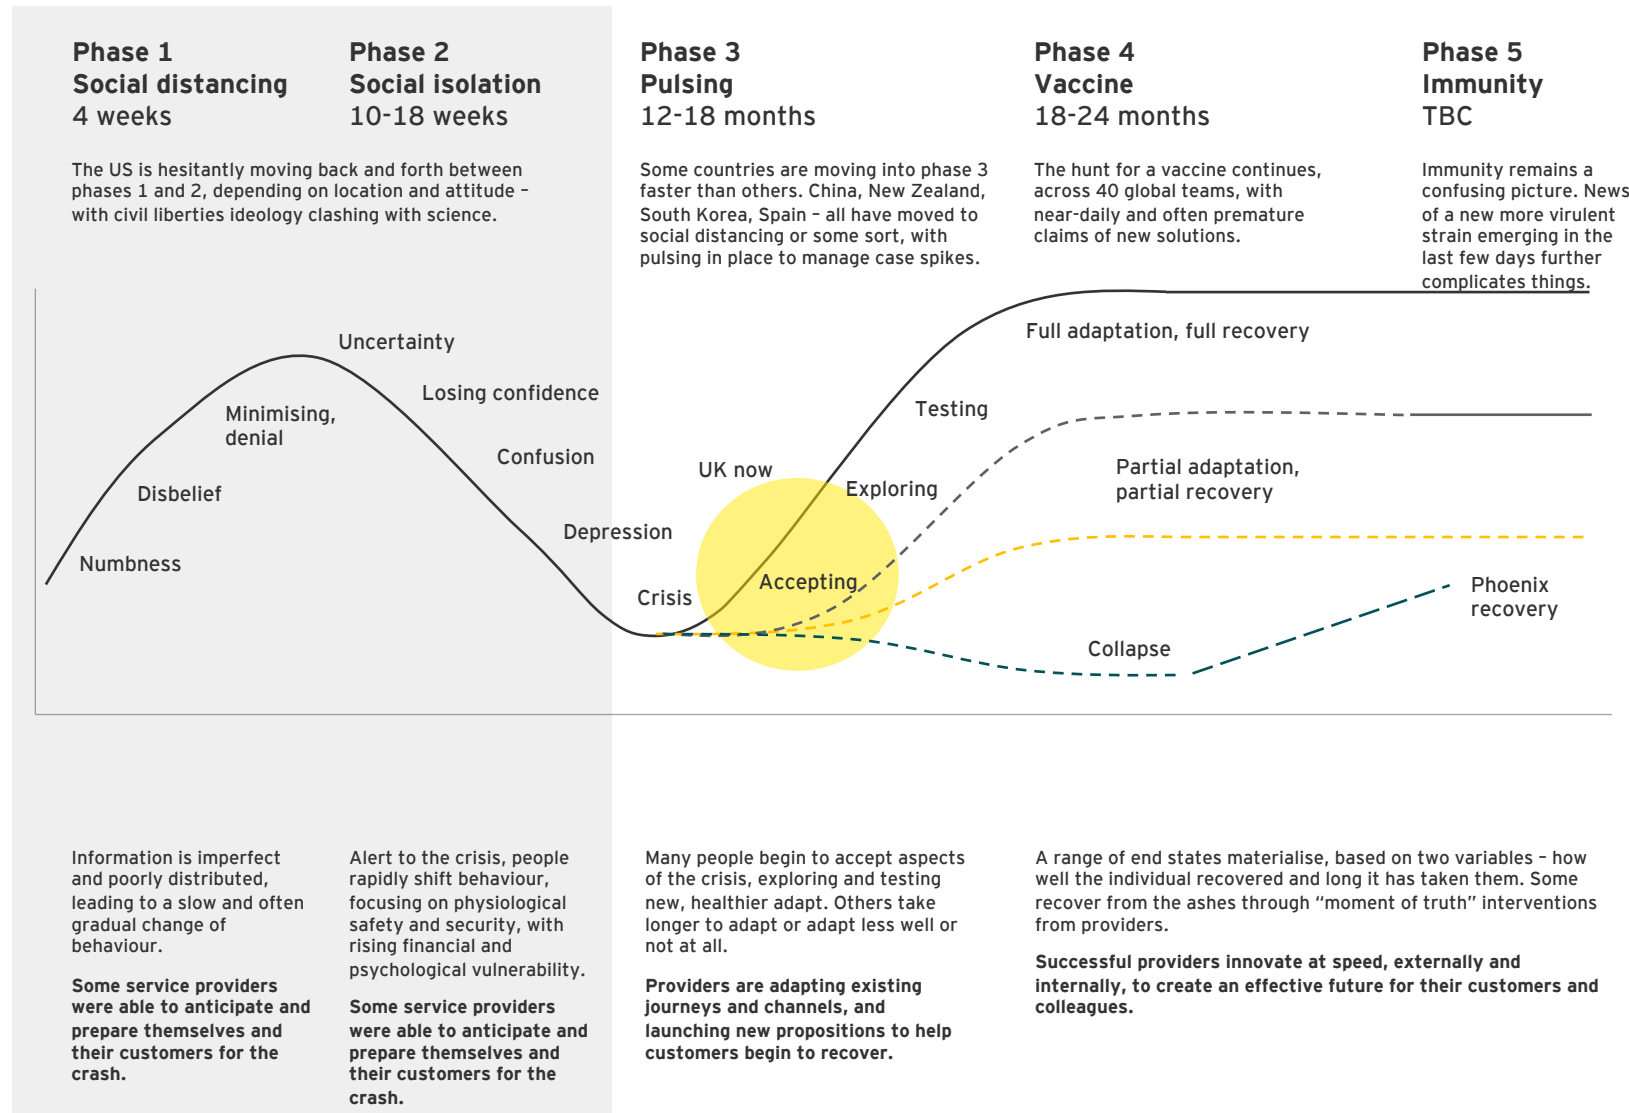 Phase 1
Social distancing
4 weeks
Phase 2
Social isolation
10-18 weeks
Phase 3
Pulsing
12-18 months
Phase 4
Vaccine
18-24 months
Phase 5
Immunity
TBC
The US is hesitantly moving back and forth between
phases 1 and 2, depending on location and attitude –
with civil liberties ideology clashing with science.
Some countries are moving into phase 3
faster than others. China, New Zealand,
South Korea, Spain – all have moved to
social distancing or some sort, with
pulsing in place to manage case spikes.
The hunt for a vaccine continues,
across 40 global teams, with
near-daily and often premature
claims of new solutions.
Immunity remains a
confusing picture. News
of a new more virulent
strain emerging in the
last few days further
complicates things.
Uncertainty
Losing confidence
Minimising,
denial
Confusion
Disbelief
Depression
Numbness
Crisis
UK now
Accepting
Exploring
Testing
Full adaptation, full recovery
Partial adaptation,
partial recovery
Collapse
Phoenix
recovery
Information is imperfect
and poorly distributed,
leading to a slow and often
gradual change of
behaviour.
Some service providers
were able to anticipate and
prepare themselves and
their customers for the
crash.
Alert to the crisis, people
rapidly shift behaviour,
focusing on physiological
safety and security, with
rising financial and
psychological vulnerability.
Some service providers
were able to anticipate and
prepare themselves and
their customers for the
crash.
Many people begin to accept aspects
of the crisis, exploring and testing
new, healthier adapt. Others take
longer to adapt or adapt less well or
not at all.
Providers are adapting existing
journeys and channels, and
launching new propositions to help
customers begin to recover.
A range of end states materialise, based on two variables – how
well the individual recovered and long it has taken them. Some
recover from the ashes through “moment of truth” interventions
from providers.
Successful providers innovate at speed, externally and
internally, to create an effective future for their customers and
colleagues.